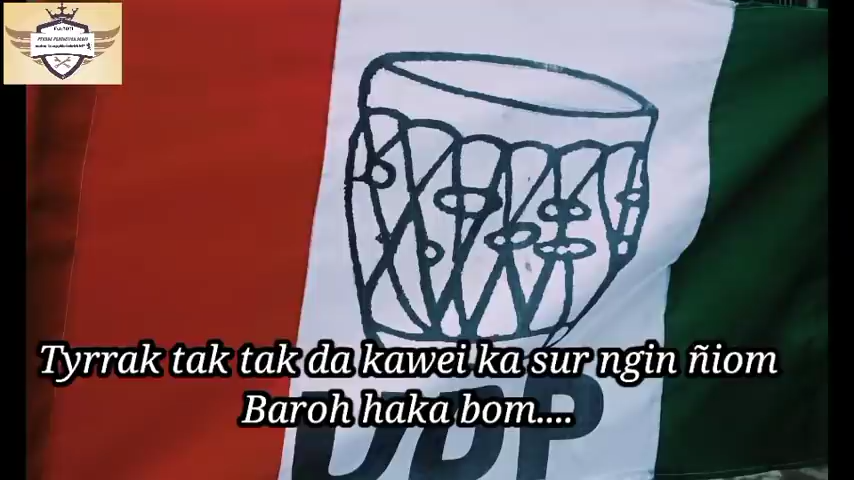 Tyrrak tak tak da kawei ka sur ngin ñiom
Baroh haka bom....
UDP